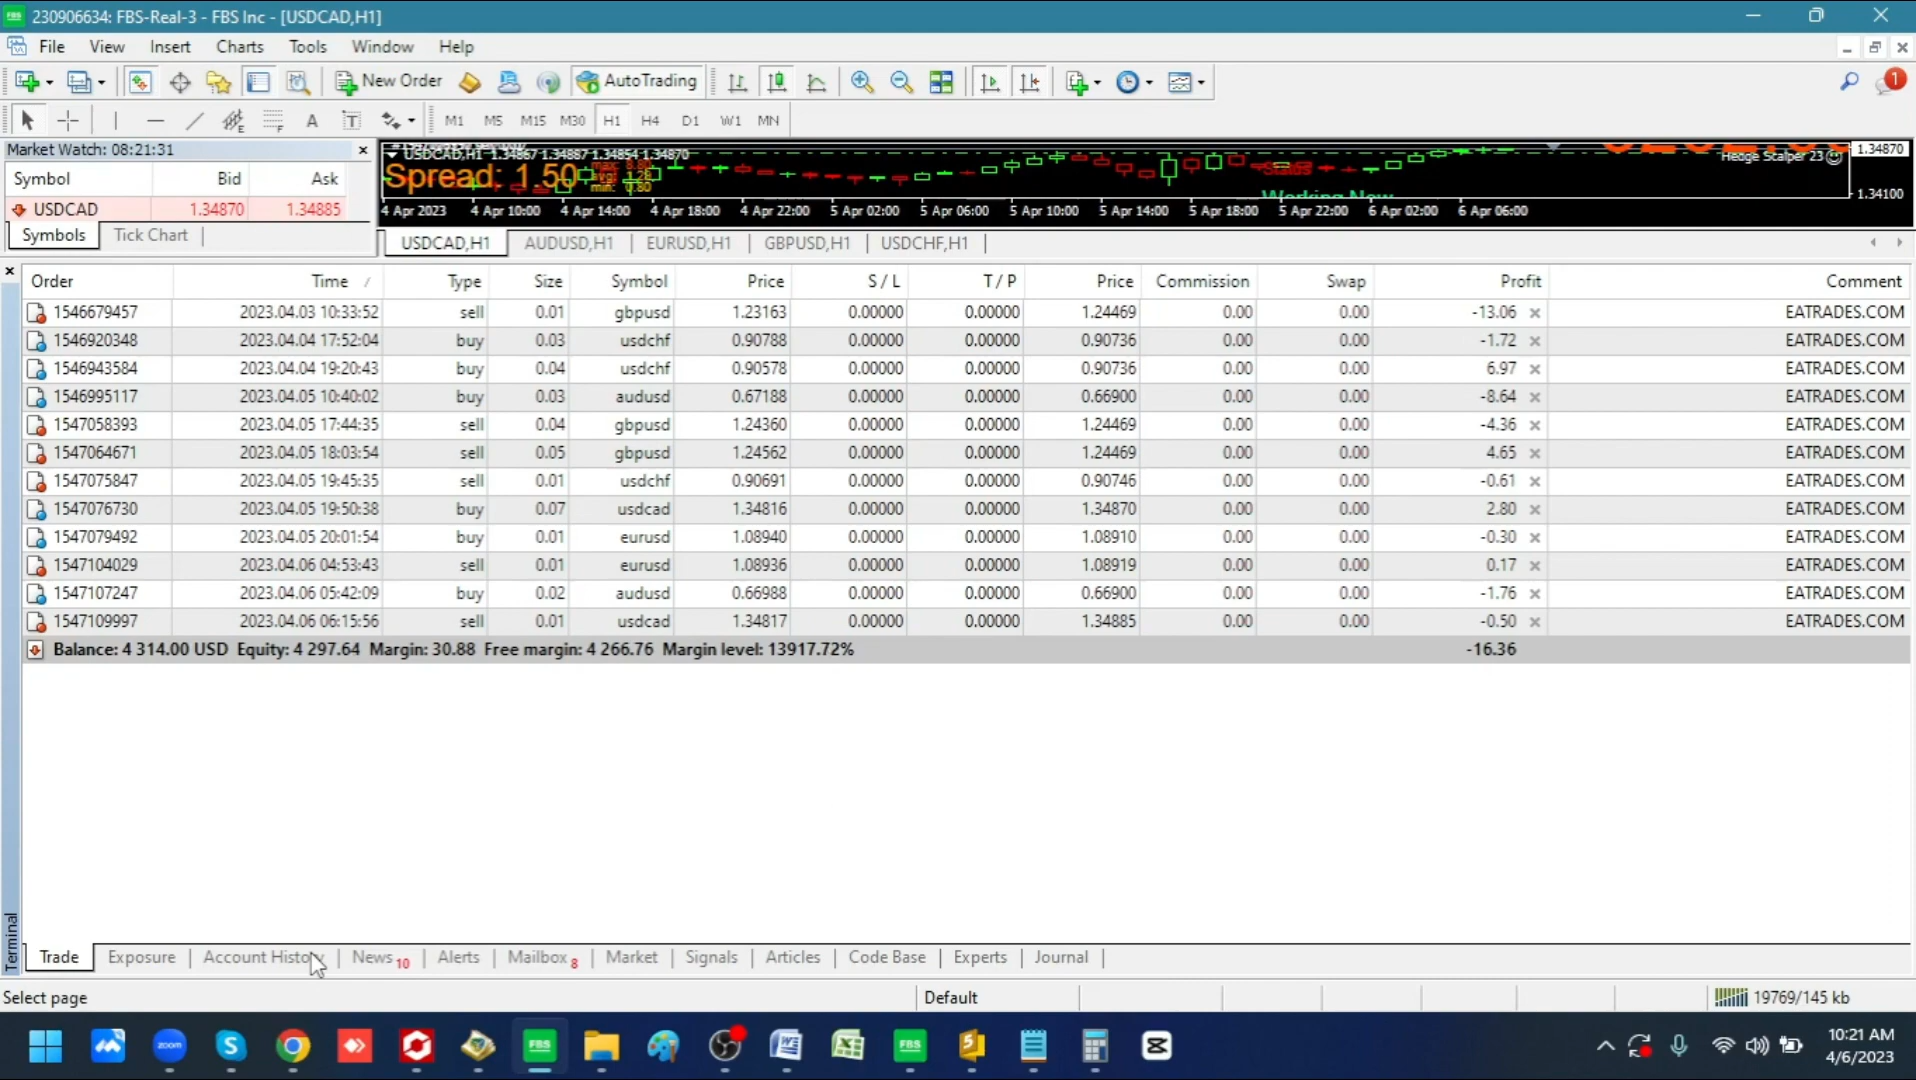 230906634: FBS-Real-3 - FBS Inc - [USDCAD,H1]
File View Insert Charts Tools Window Help
New Order AutoTrading 1
A T M1 M5 M15 M30 H1 H4 D1 W1 MN
Market Watch: 08:21:31
Symbol Bid Ask
USDCAD 1.34870 1.34885
Symbols Tick Chart
USDCAD,H1 1.34867 1.34887 1.34854 1.34870
Spread: 1.50
max: 8.80
avg: 1.28
min: 0.80
Hedge Scalper 23
Working Now
1.34870
1.34100
4 Apr 2023 4 Apr 10:00 4 Apr 14:00 4 Apr 18:00 4 Apr 22:00 5 Apr 02:00 5 Apr 06:00 5 Apr 10:00 5 Apr 14:00 5 Apr 18:00 5 Apr 22:00 6 Apr 02:00 6 Apr 06:00
USDCAD,H1 AUDUSD,H1 EURUSD,H1 GBPUSD,H1 USDCHF,H1
Order Time Type Size Symbol Price S / L T / P Price Commission Swap Profit Comment
1546679457 2023.04.03 10:33:52 sell 0.01 gbpusd 1.23163 0.00000 0.00000 1.24469 0.00 0.00 -13.06 EATRADES.COM
1546920348 2023.04.04 17:52:04 buy 0.03 usdchf 0.90788 0.00000 0.00000 0.90736 0.00 0.00 -1.72 EATRADES.COM
1546943584 2023.04.04 19:20:43 buy 0.04 usdchf 0.90578 0.00000 0.00000 0.90736 0.00 0.00 6.97 EATRADES.COM
1546995117 2023.04.05 10:40:02 buy 0.03 audusd 0.67188 0.00000 0.00000 0.66900 0.00 0.00 -8.64 EATRADES.COM
1547058393 2023.04.05 17:44:35 sell 0.04 gbpusd 1.24360 0.00000 0.00000 1.24469 0.00 0.00 -4.36 EATRADES.COM
1547064671 2023.04.05 18:03:54 sell 0.05 gbpusd 1.24562 0.00000 0.00000 1.24469 0.00 0.00 4.65 EATRADES.COM
1547075847 2023.04.05 19:45:35 sell 0.01 usdchf 0.90691 0.00000 0.00000 0.90746 0.00 0.00 -0.61 EATRADES.COM
1547076730 2023.04.05 19:50:38 buy 0.07 usdcad 1.34816 0.00000 0.00000 1.34870 0.00 0.00 2.80 EATRADES.COM
1547079492 2023.04.05 20:01:54 buy 0.01 eurusd 1.08940 0.00000 0.00000 1.08910 0.00 0.00 -0.30 EATRADES.COM
1547104029 2023.04.06 04:53:43 sell 0.01 eurusd 1.08936 0.00000 0.00000 1.08919 0.00 0.00 0.17 EATRADES.COM
1547107247 2023.04.06 05:42:09 buy 0.02 audusd 0.66988 0.00000 0.00000 0.66900 0.00 0.00 -1.76 EATRADES.COM
1547109997 2023.04.06 06:15:56 sell 0.01 usdcad 1.34817 0.00000 0.00000 1.34885 0.00 0.00 -0.50 EATRADES.COM
Balance: 4 314.00 USD Equity: 4 297.64 Margin: 30.88 Free margin: 4 266.76 Margin level: 13917.72% -16.36
Terminal
Trade Exposure Account History News 10 Alerts Mailbox 8 Market Signals Articles Code Base Experts Journal
Select page Default 19769/145 kb
zoom FBS FBS 5
10:21 AM
4/6/2023